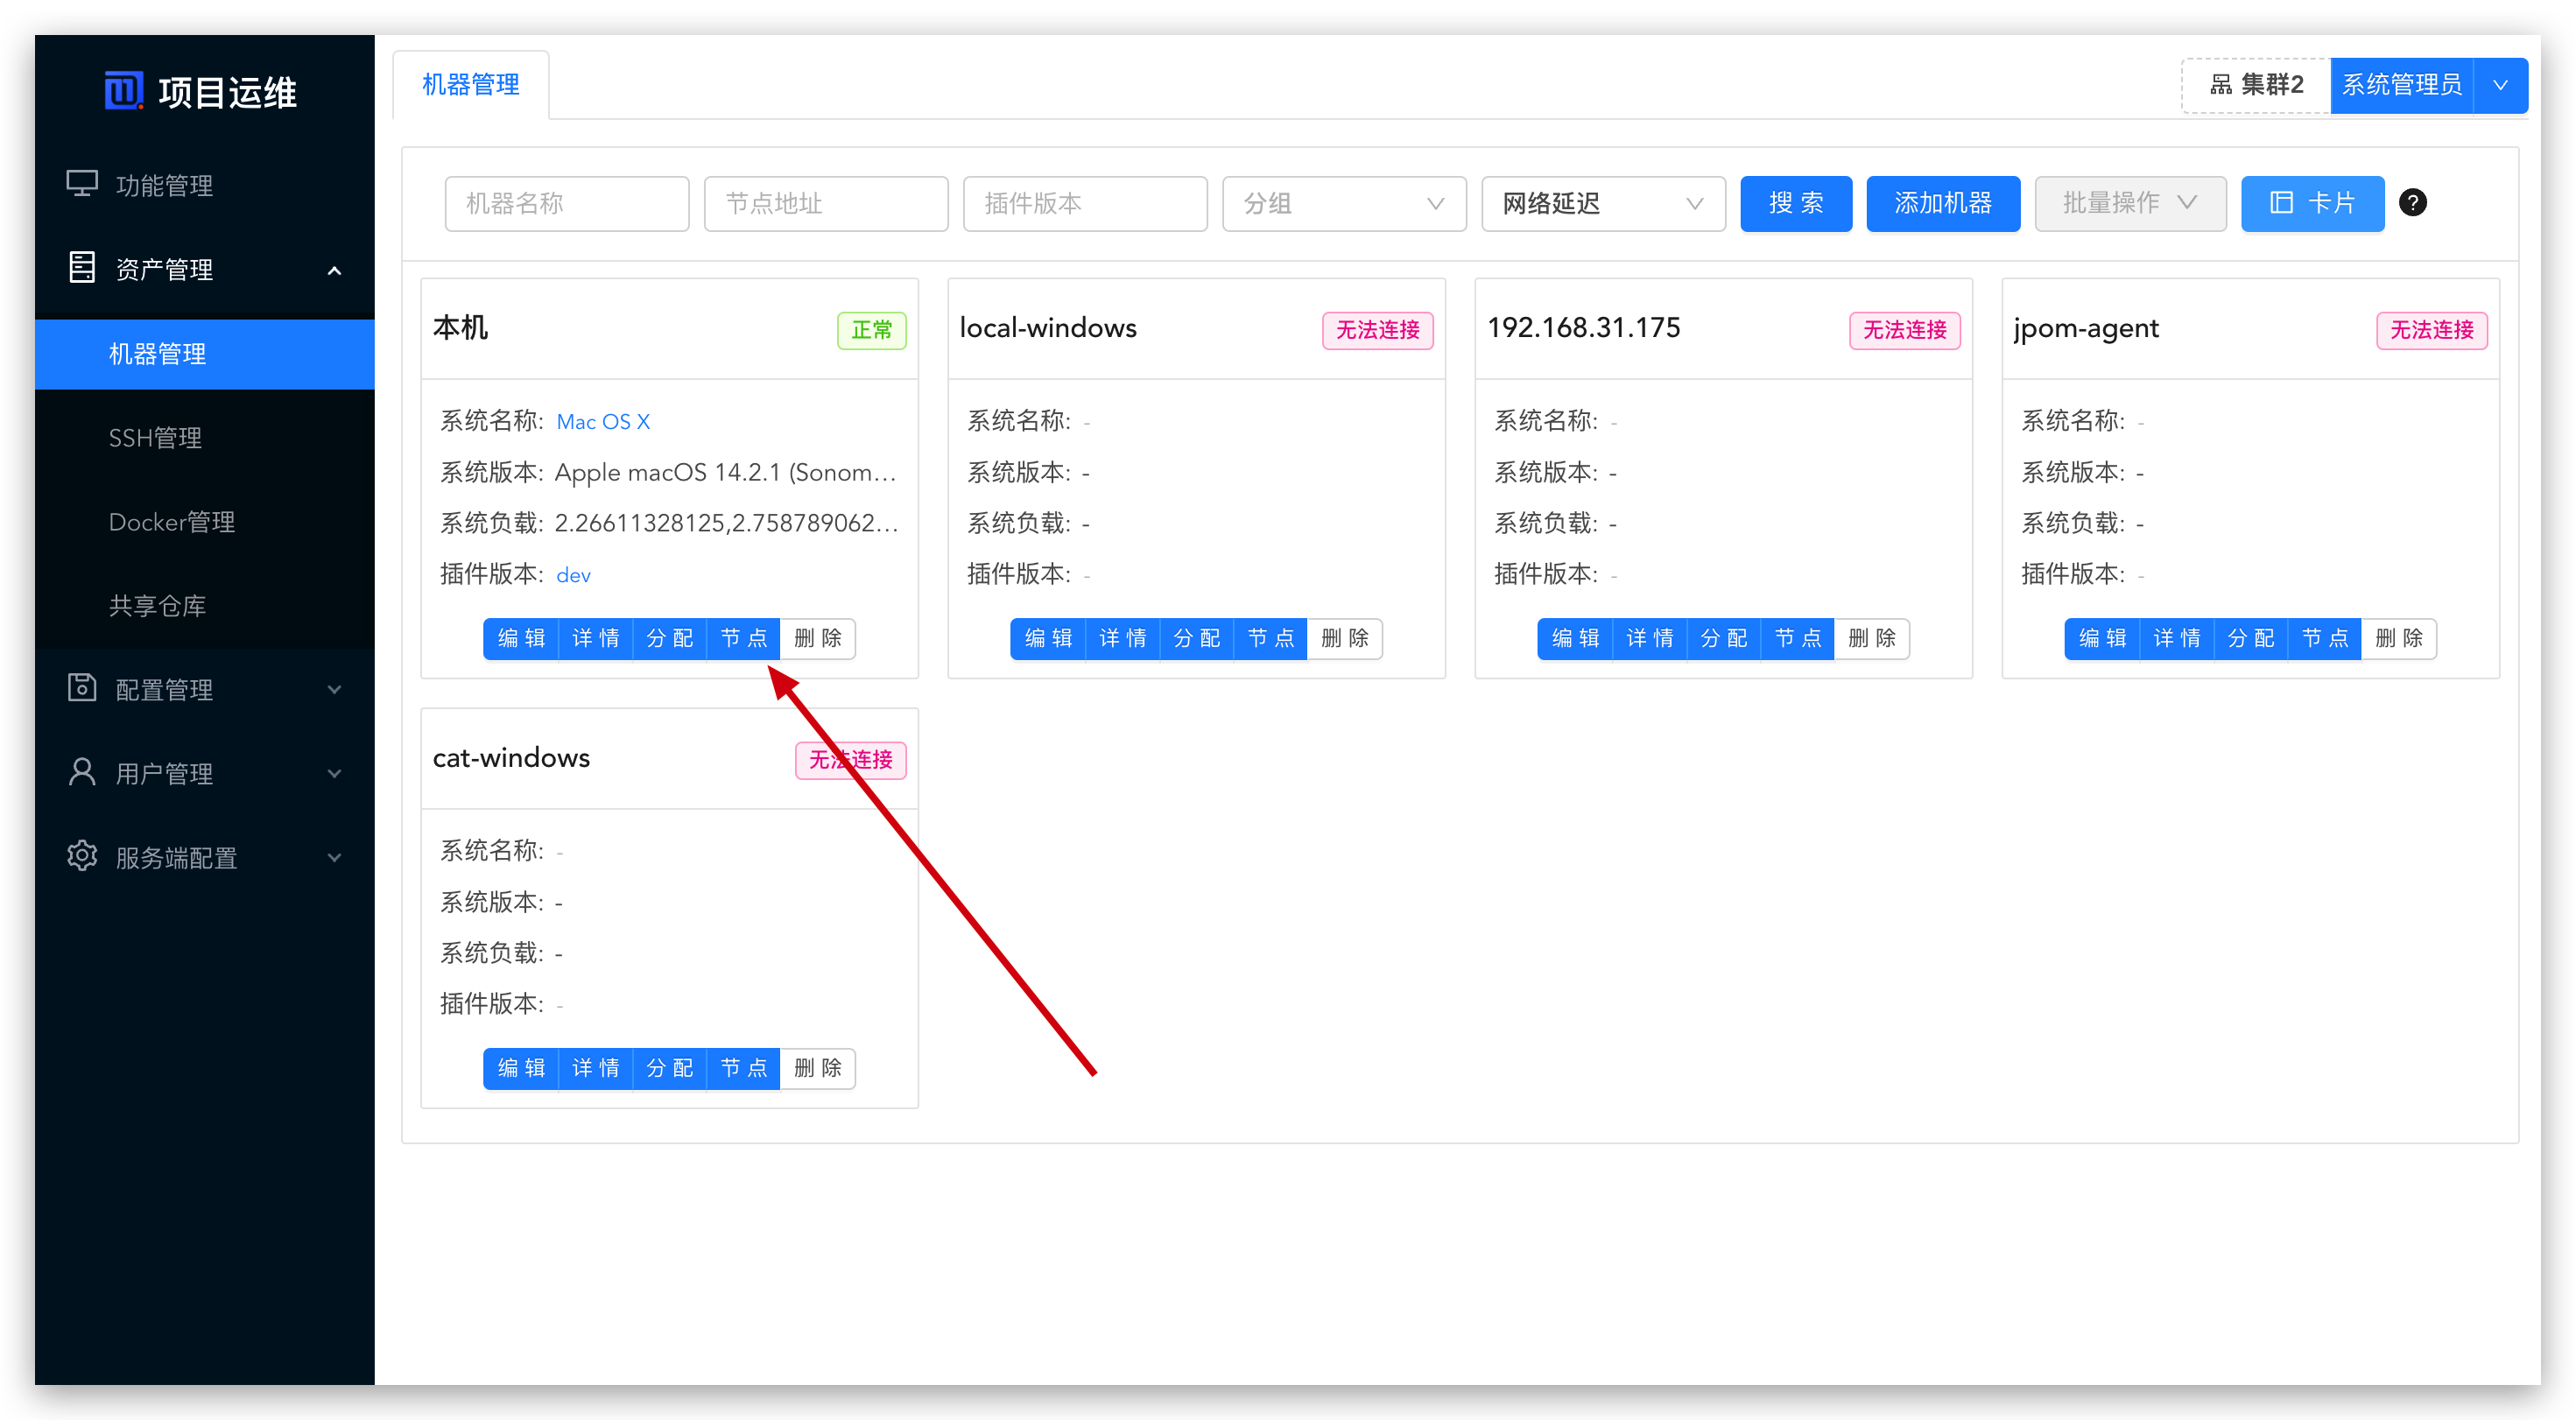 项目运维
功能管理
资产管理
机器管理
SSH管理
Docker管理
共享仓库
配置管理
用户管理
服务端配置
机器管理
集群2 系统管理员
机器名称 节点地址 插件版本 分组 网络延迟 搜 索 添加机器 批量操作 卡片 ?
本机 正常
系统名称: Mac OS X
系统版本: Apple macOS 14.2.1 (Sonom...
系统负载: 2.26611328125,2.758789062...
插件版本: dev
编 辑 详 情 分 配 节 点 删 除
local-windows 无法连接
系统名称: -
系统版本: -
系统负载: -
插件版本: -
编 辑 详 情 分 配 节 点 删 除
192.168.31.175 无法连接
系统名称: -
系统版本: -
系统负载: -
插件版本: -
编 辑 详 情 分 配 节 点 删 除
jpom-agent 无法连接
系统名称: -
系统版本: -
系统负载: -
插件版本: -
编 辑 详 情 分 配 节 点 删 除
cat-windows 无法连接
系统名称: -
系统版本: -
系统负载: -
插件版本: -
编 辑 详 情 分 配 节 点 删 除